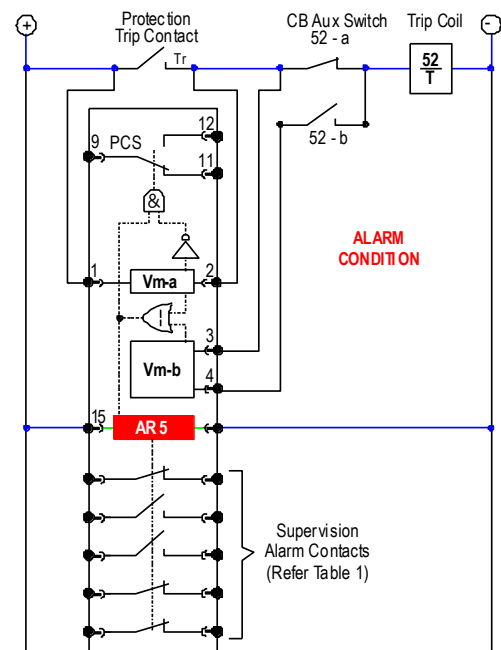 Protection
Trip Contact
CB Aux Switch
52 - a
Trip Coil
+
-
Tr
52
T
12
9
PCS
11
52 - b
&
ALARM
CONDITION
1
Vm-a
2
3
Vm-b
4
15
AR 5
Supervision
Alarm Contacts
(Refer Table 1)